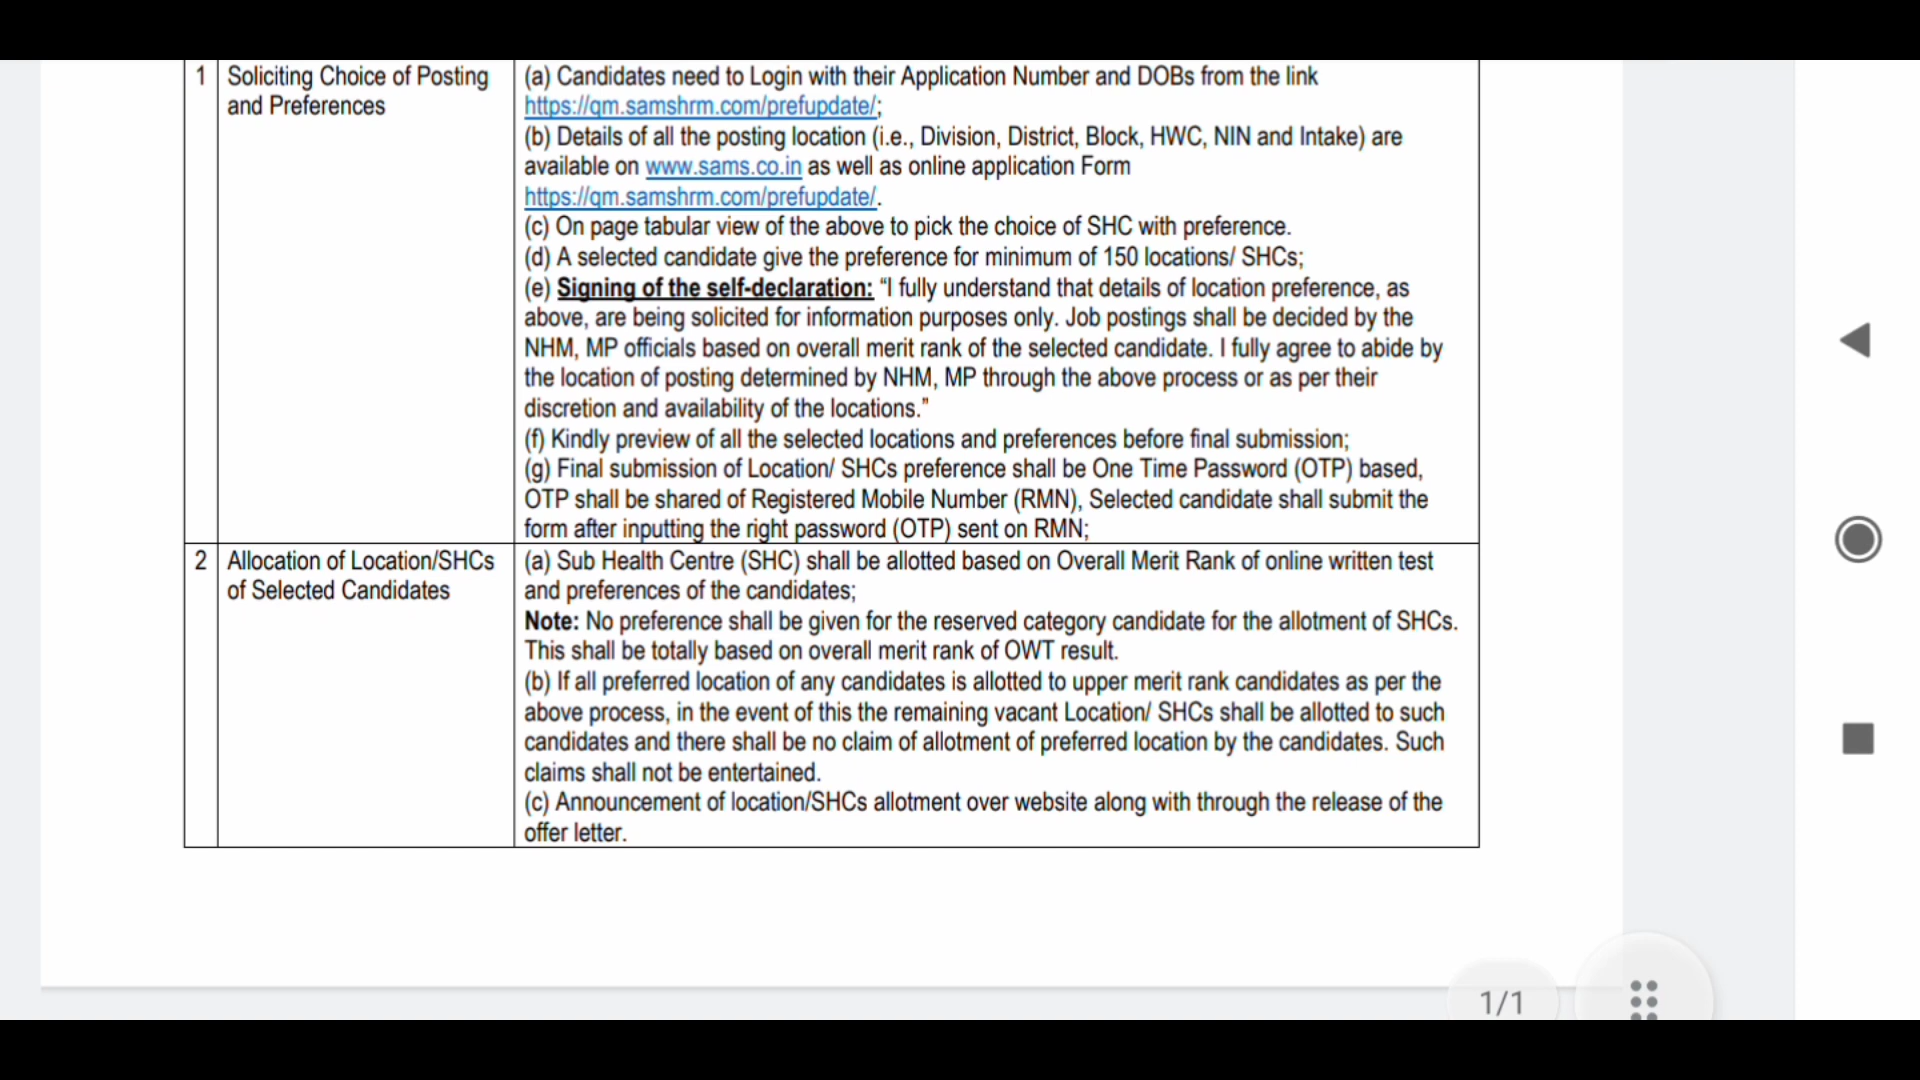 1 Soliciting Choice of Posting and Preferences
(a) Candidates need to Login with their Application Number and DOBs from the link
https://qm.samshrm.com/prefupdate/;
(b) Details of all the posting location (i.e., Division, District, Block, HWC, NIN and Intake) are
available on www.sams.co.in as well as online application Form
https://qm.samshrm.com/prefupdate/.
(c) On page tabular view of the above to pick the choice of SHC with preference.
(d) A selected candidate give the preference for minimum of 150 locations/ SHCs;
(e) Signing of the self-declaration: “I fully understand that details of location preference, as
above, are being solicited for information purposes only. Job postings shall be decided by the
NHM, MP officials based on overall merit rank of the selected candidate. I fully agree to abide by
the location of posting determined by NHM, MP through the above process or as per their
discretion and availability of the locations.”
(f) Kindly preview of all the selected locations and preferences before final submission;
(g) Final submission of Location/ SHCs preference shall be One Time Password (OTP) based,
OTP shall be shared of Registered Mobile Number (RMN), Selected candidate shall submit the
form after inputting the right password (OTP) sent on RMN;
2 Allocation of Location/SHCs
of Selected Candidates
(a) Sub Health Centre (SHC) shall be allotted based on Overall Merit Rank of online written test
and preferences of the candidates;
Note: No preference shall be given for the reserved category candidate for the allotment of SHCs.
This shall be totally based on overall merit rank of OWT result.
(b) If all preferred location of any candidates is allotted to upper merit rank candidates as per the
above process, in the event of this the remaining vacant Location/ SHCs shall be allotted to such
candidates and there shall be no claim of allotment of preferred location by the candidates. Such
claims shall not be entertained.
(c) Announcement of location/SHCs allotment over website along with through the release of the
offer letter.
1/1